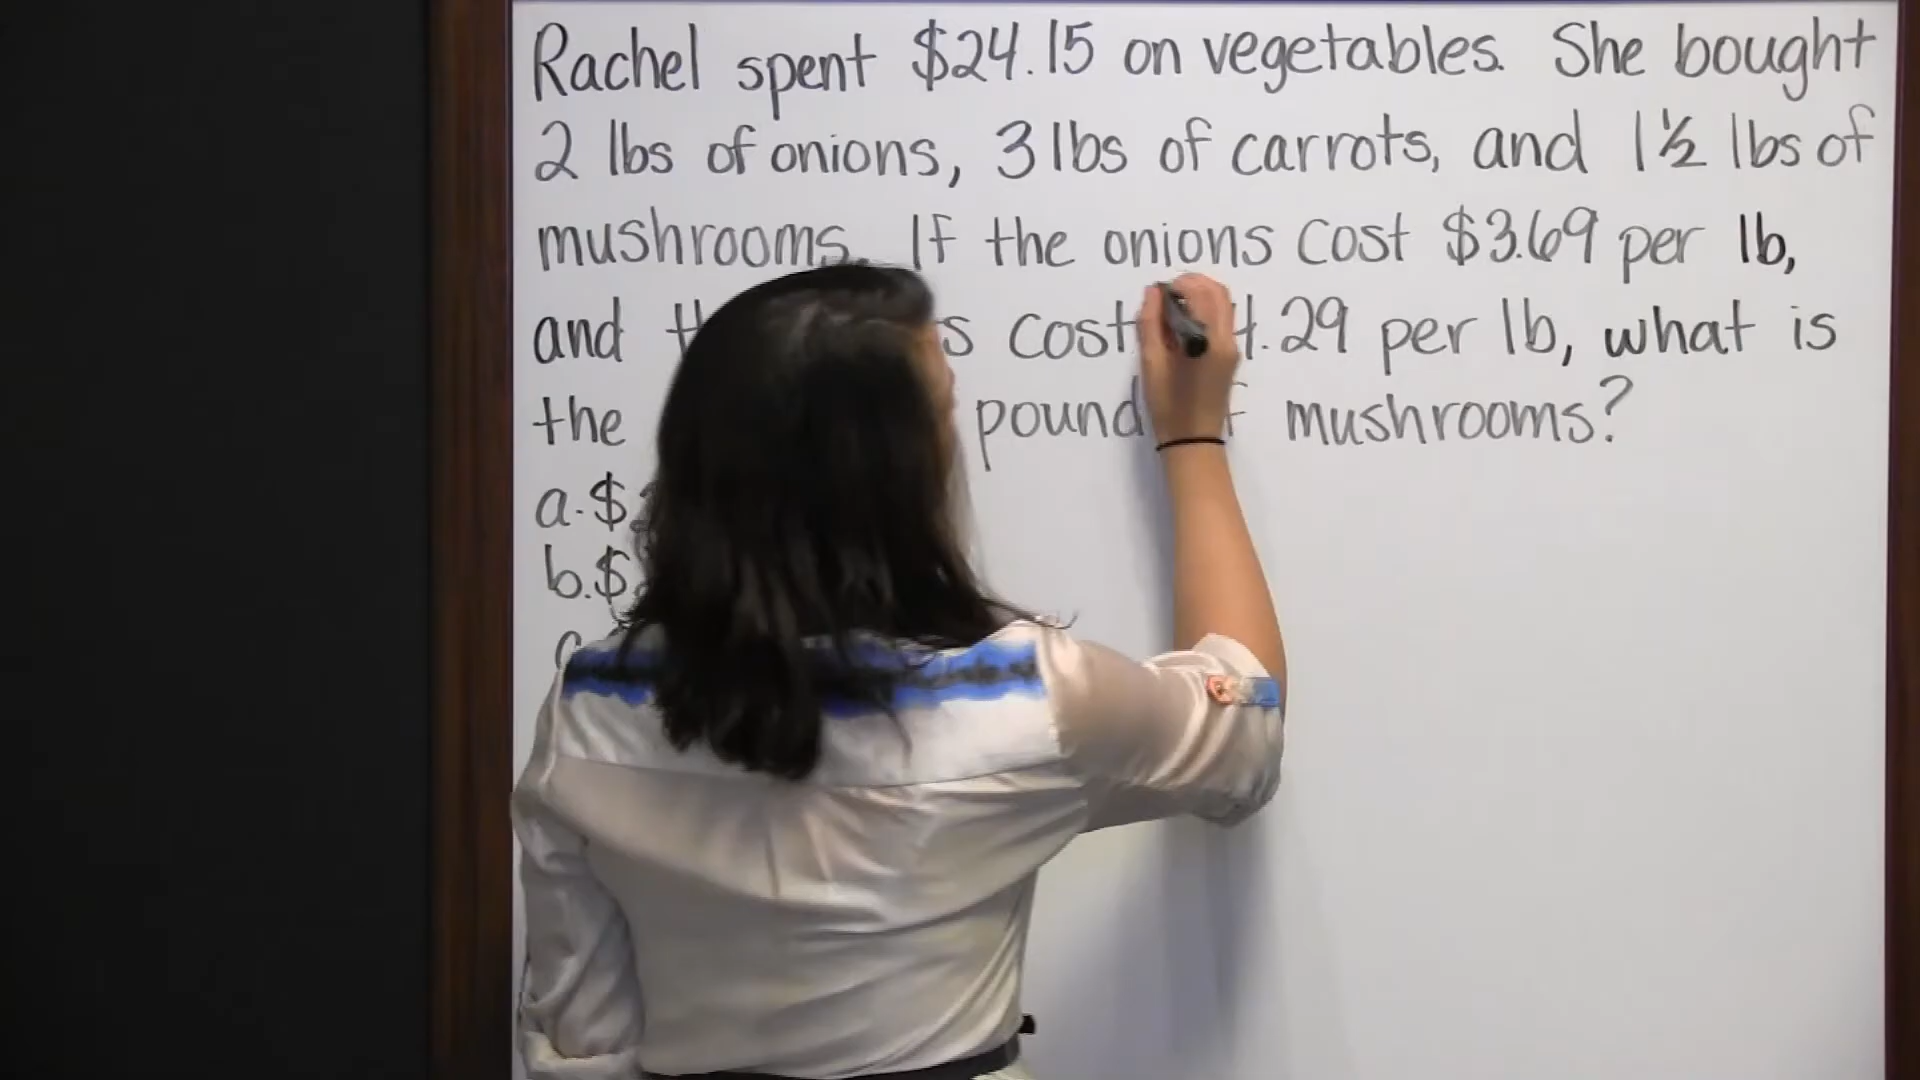 Rachel spent $24.15 on vegetables. She bought
2 lbs of onions, 3 lbs of carrots, and 1 1/2 lbs of
mushrooms. If the onions cost $3.69 per lb,
and cost .29 per lb, what is
the pound mushrooms?
a. $
b. $